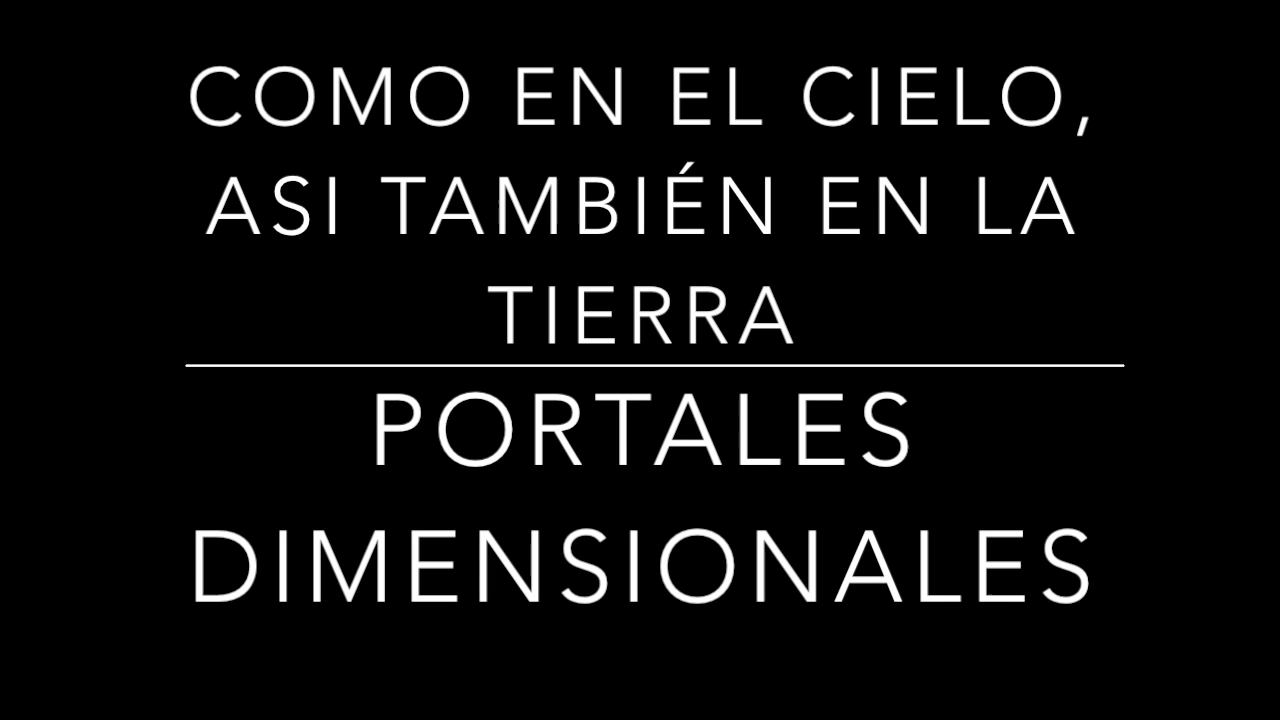 COMO EN EL CIELO,
ASI TAMBIÉN EN LA
TIERRA
PORTALES
DIMENSIONALES